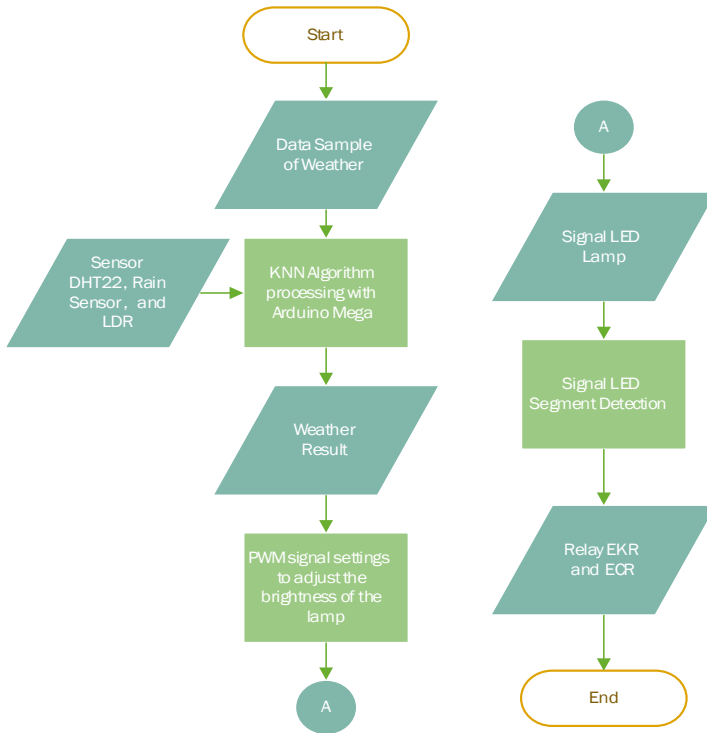 Start
Data Sample
of Weather
Sensor
DHT22, Rain
Sensor, and
LDR
KNN Algorithm
processing with
Arduino Mega
Weather
Result
PWM signal settings
to adjust the
brightness of the
lamp
A
A
Signal LED
Lamp
Signal LED
Segment Detection
Relay EKR
and ECR
End